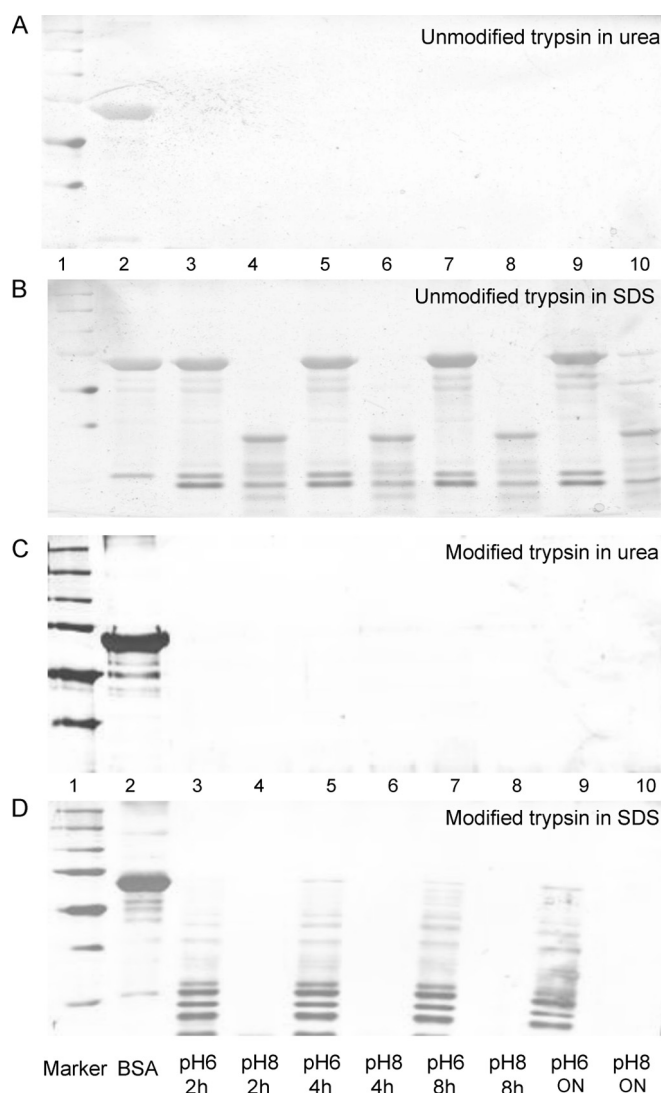 A
Unmodified trypsin in urea
1 2 3 4 5 6 7 8 9 10
B
Unmodified trypsin in SDS
C
Modified trypsin in urea
1 2 3 4 5 6 7 8 9 10
D
Modified trypsin in SDS
Marker BSA pH6 pH8 pH6 pH8 pH6 pH8 pH6 pH8
2h 2h 4h 4h 8h 8h ON ON